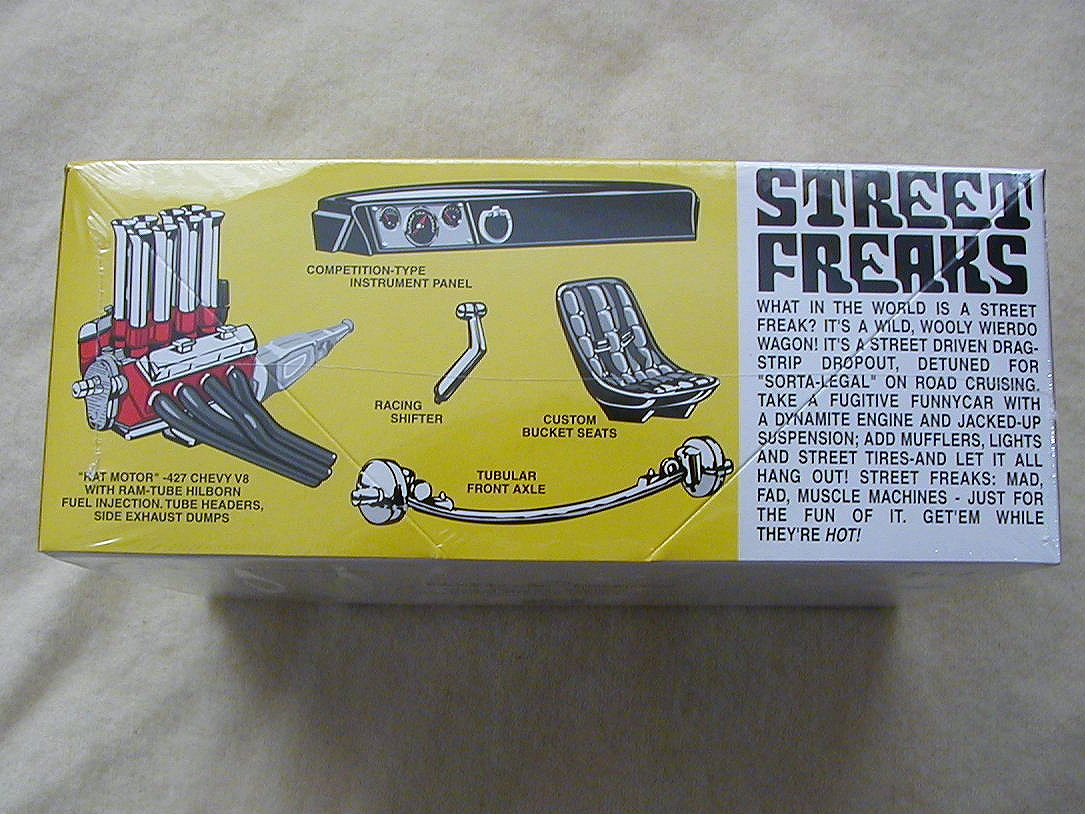 COMPETITION-TYPE
INSTRUMENT PANEL
RACING
SHIFTER
CUSTOM
BUCKET SEATS
"RAT MOTOR" -427 CHEVY V8
WITH RAM-TUBE HILBORN
FUEL INJECTION. TUBE HEADERS,
SIDE EXHAUST DUMPS
TUBULAR
FRONT AXLE
STREET
FREAKS
WHAT IN THE WORLD IS A STREET
FREAK? IT'S A WILD, WOOLY WIERDO
WAGON! IT'S A STREET DRIVEN DRAG-
STRIP DROPOUT, DETUNED FOR
"SORTA-LEGAL" ON ROAD CRUISING.
TAKE A FUGITIVE FUNNYCAR WITH
A DYNAMITE ENGINE AND JACKED-UP
SUSPENSION; ADD MUFFLERS, LIGHTS
AND STREET TIRES-AND LET IT ALL
HANG OUT! STREET FREAKS: MAD,
FAD, MUSCLE MACHINES - JUST FOR
THE FUN OF IT. GET'EM WHILE
THEY'RE HOT!